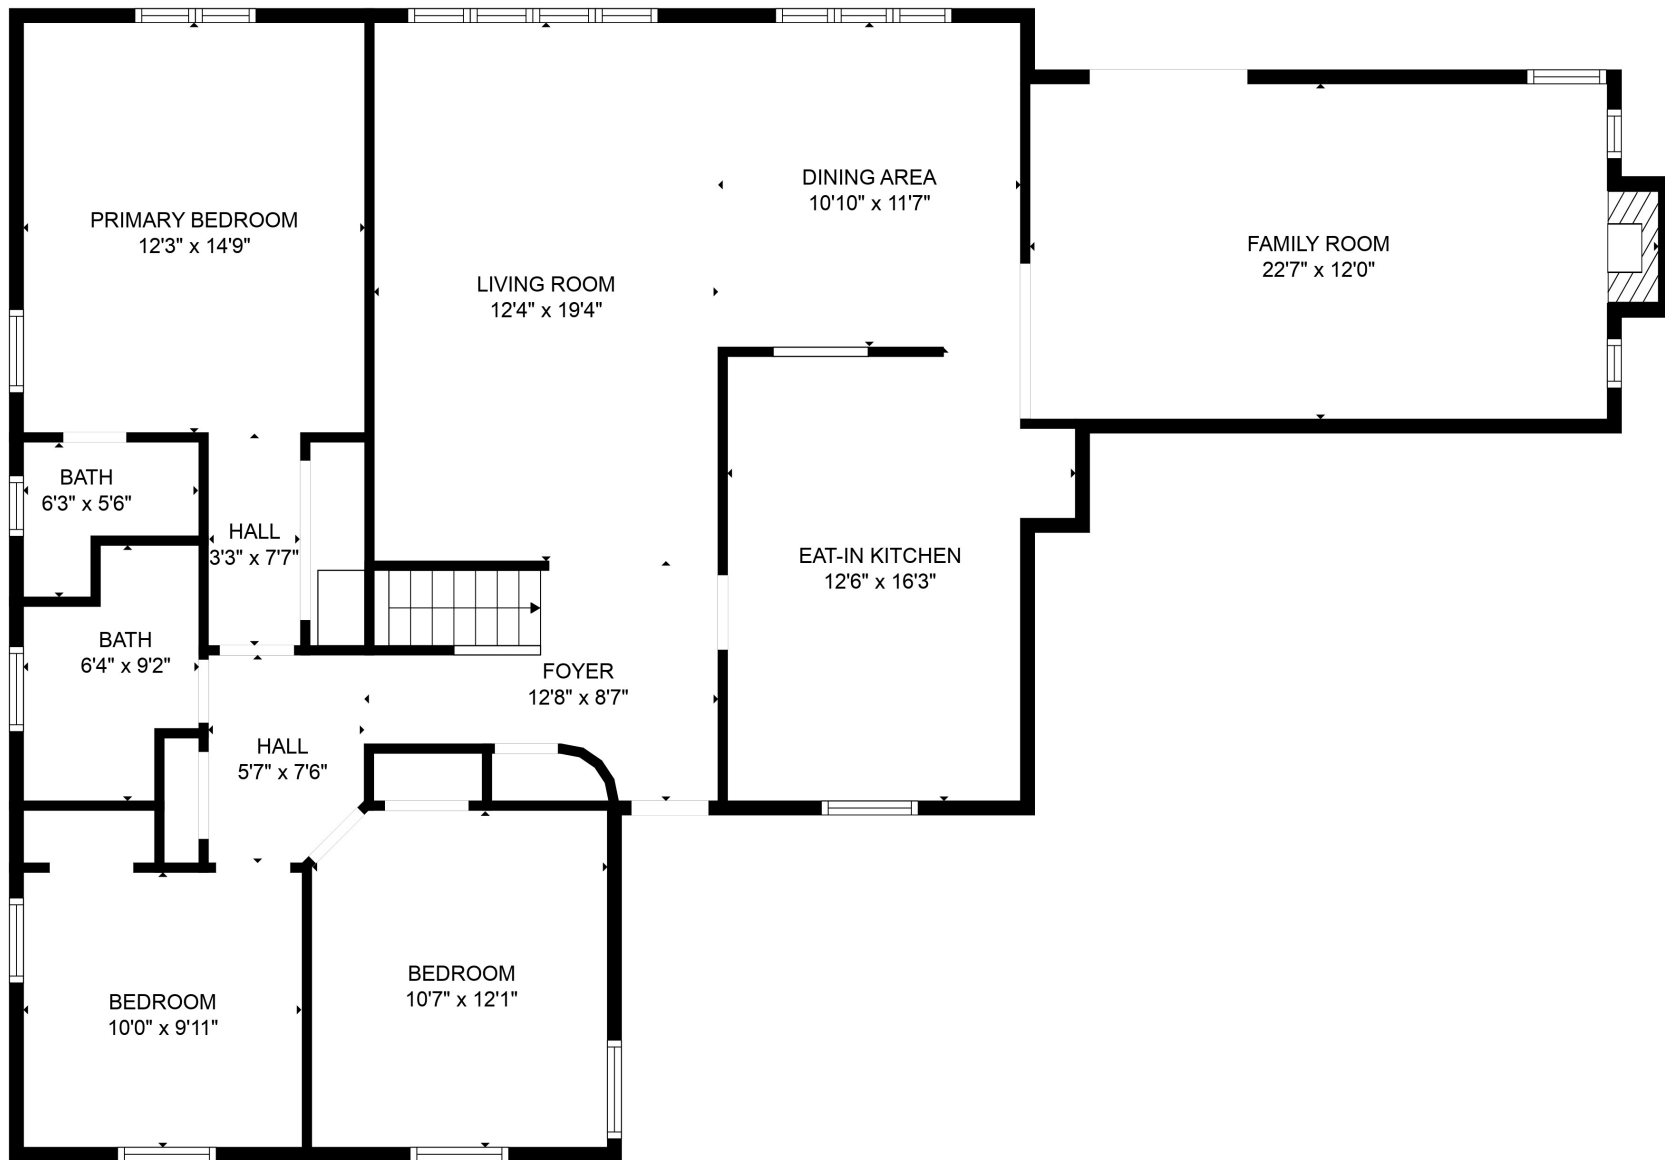 PRIMARY BEDROOM
12'3" x 14'9"
LIVING ROOM
12'4" x 19'4"
DINING AREA
10'10" x 11'7"
FAMILY ROOM
22'7" x 12'0"
BATH
6'3" x 5'6"
HALL
3'3" x 7'7"
EAT-IN KITCHEN
12'6" x 16'3"
BATH
6'4" x 9'2"
FOYER
12'8" x 8'7"
HALL
5'7" x 7'6"
BEDROOM
10'0" x 9'11"
BEDROOM
10'7" x 12'1"